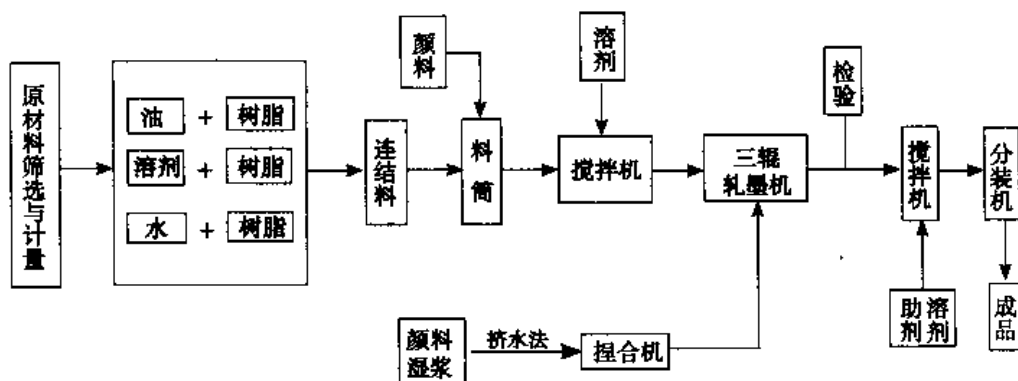 原材料筛选与计量
油 + 树脂
溶剂 + 树脂
水 + 树脂
连结料
颜料
料筒
溶剂
搅拌机
三辊
轧墨机
检验
搅拌机
助剂
溶剂
分装机
成品
颜料
湿浆
挤水法
捏合机